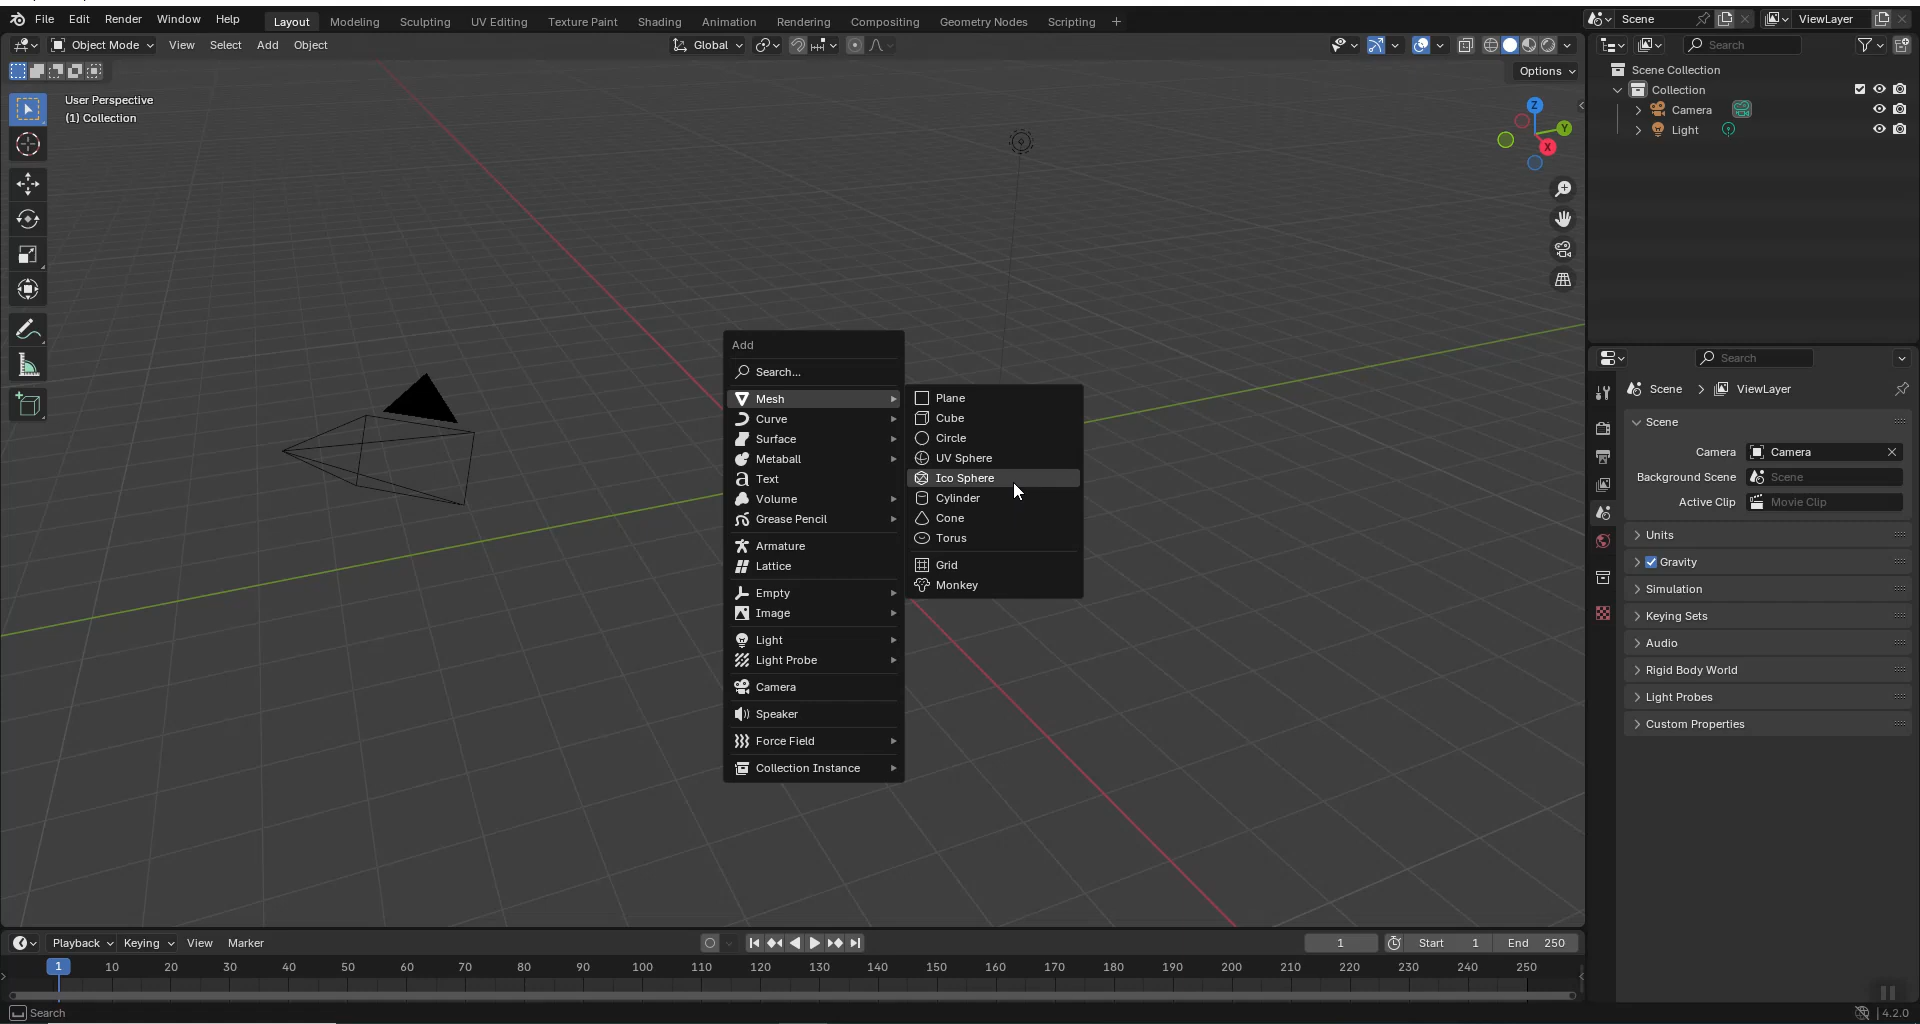 File Edit Render Window Help Layout Modeling Sculpting UV Editing Texture Paint Shading Animation Rendering Compositing Geometry Nodes Scripting + Scene ViewLayer
Object Mode View Select Add Object Global Search
Options
User Perspective
(1) Collection
Z
Y
X
Scene Collection
Collection
Camera
Light
Add
Search...
Mesh
Curve
Surface
Metaball
Text
Volume
Grease Pencil
Armature
Lattice
Empty
Image
Light
Light Probe
Camera
Speaker
Force Field
Collection Instance
Plane
Cube
Circle
UV Sphere
Ico Sphere
Cylinder
Cone
Torus
Grid
Monkey
Search
Scene > ViewLayer
Scene
Camera Camera
Background Scene Scene
Active Clip Movie Clip
Units
Gravity
Simulation
Keying Sets
Audio
Rigid Body World
Light Probes
Custom Properties
Playback Keying View Marker 1 Start 1 End 250
1 10 20 30 40 50 60 70 80 90 100 110 120 130 140 150 160 170 180 190 200 210 220 230 240 250
Search 4.2.0